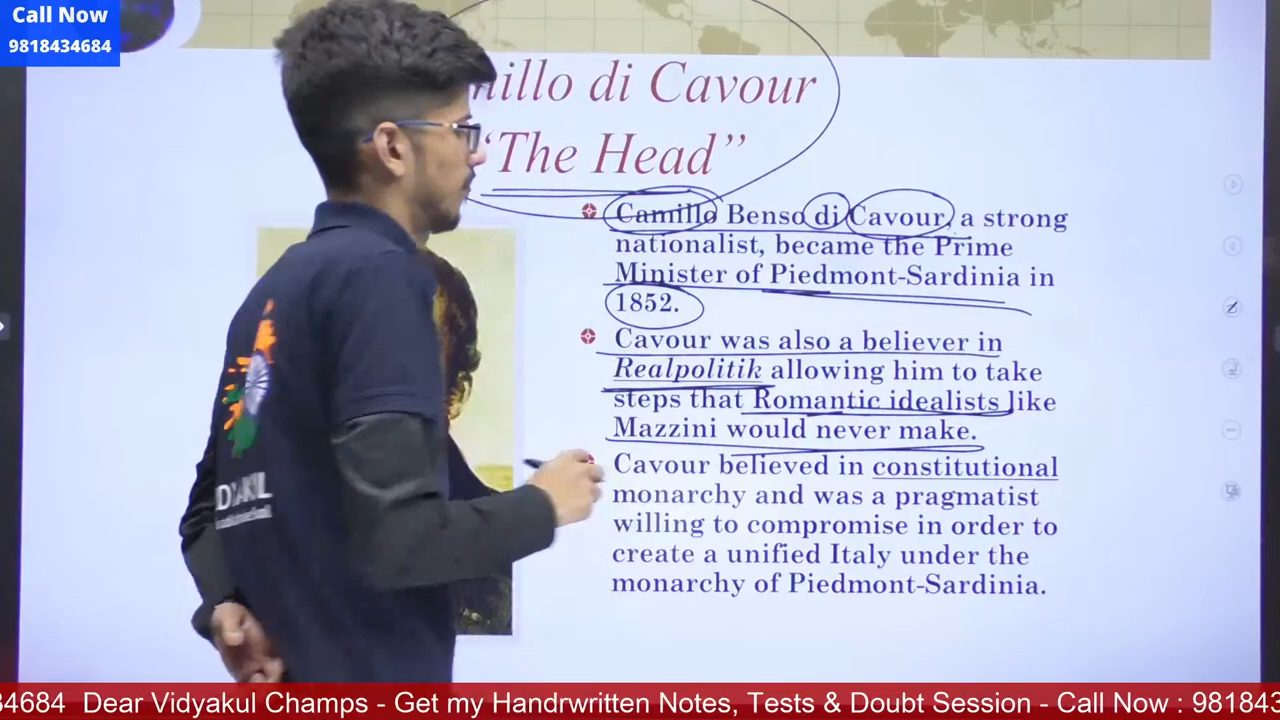 Call Now
9818434684
millo di Cavour
“The Head”
Camillo Benso di Cavour, a strong
nationalist, became the Prime
Minister of Piedmont-Sardinia in
1852.
Cavour was also a believer in
Realpolitik allowing him to take
steps that Romantic idealists like
Mazzini would never make.
Cavour believed in constitutional
monarchy and was a pragmatist
willing to compromise in order to
create a unified Italy under the
monarchy of Piedmont-Sardinia.
34684 Dear Vidyakul Champs - Get my Handrwritten Notes, Tests & Doubt Session - Call Now : 981843